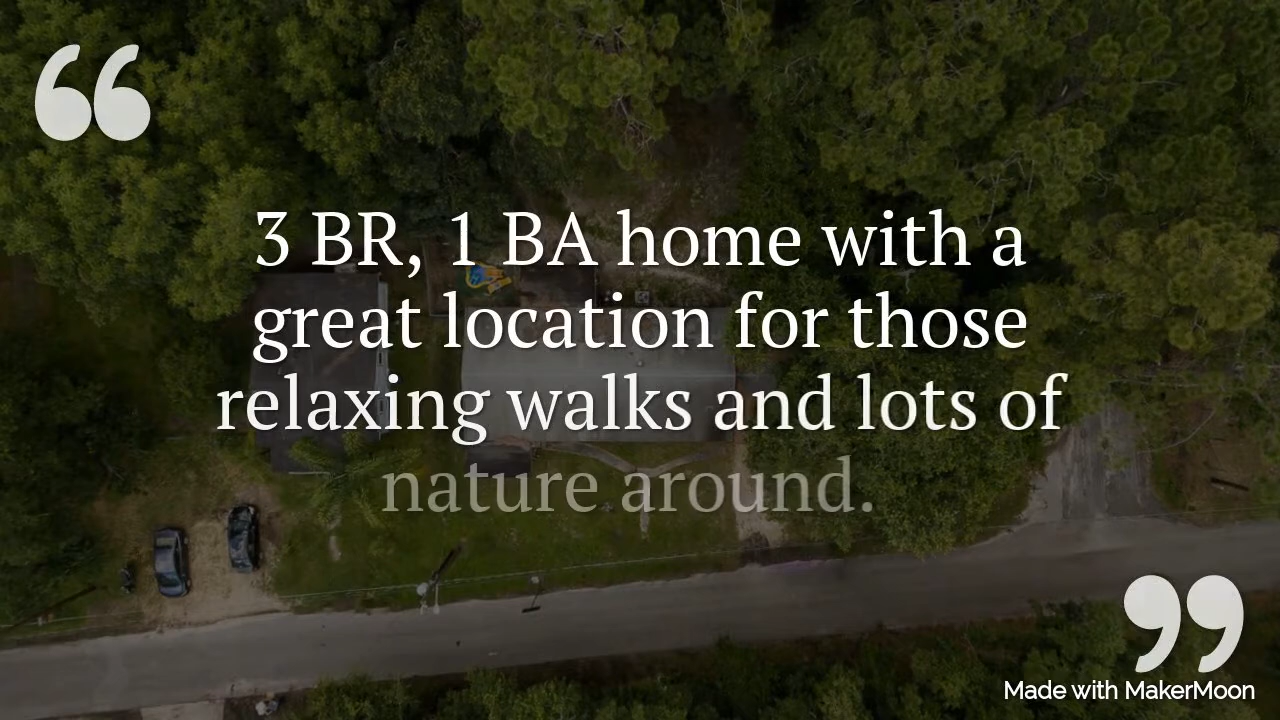 3 BR, 1 BA home with a
great location for those
relaxing walks and lots of
nature around.
Made with MakerMoon